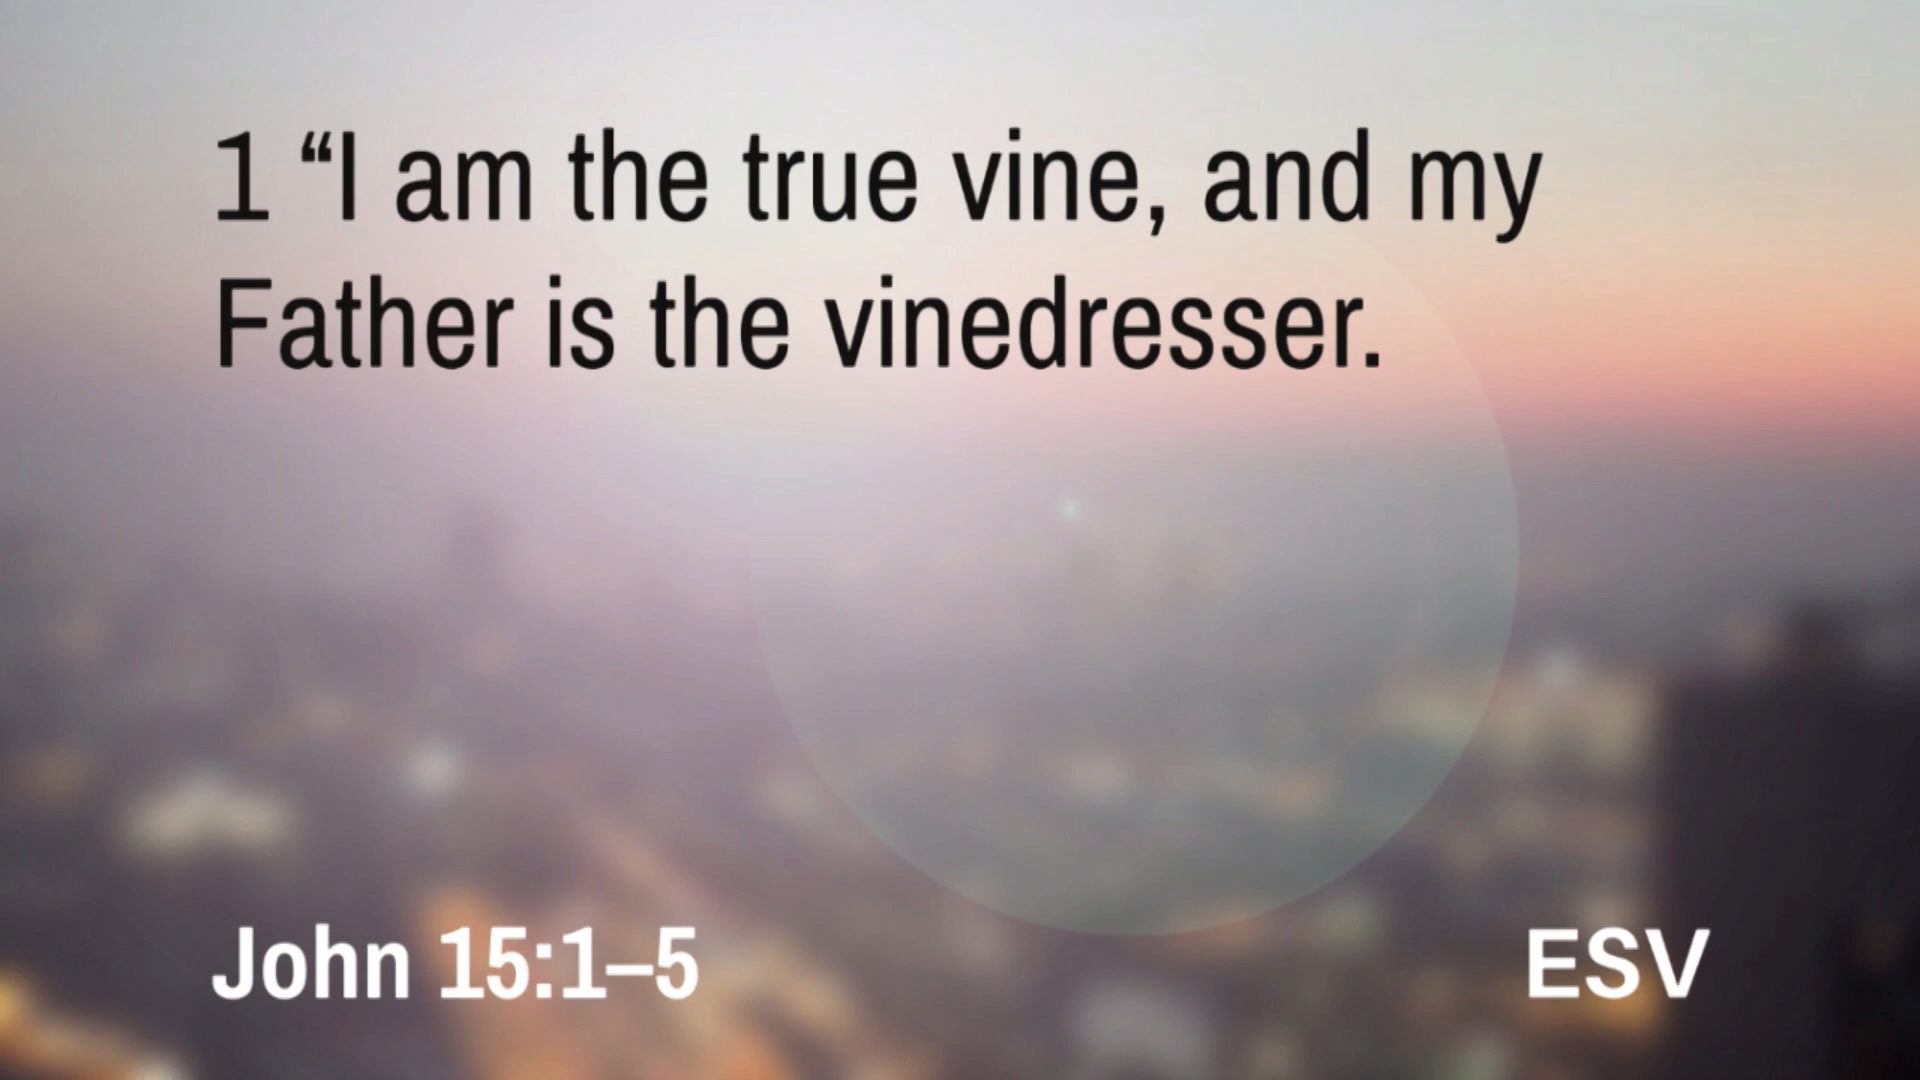 1 “I am the true vine, and my
Father is the vinedresser.
John 15:1–5
ESV